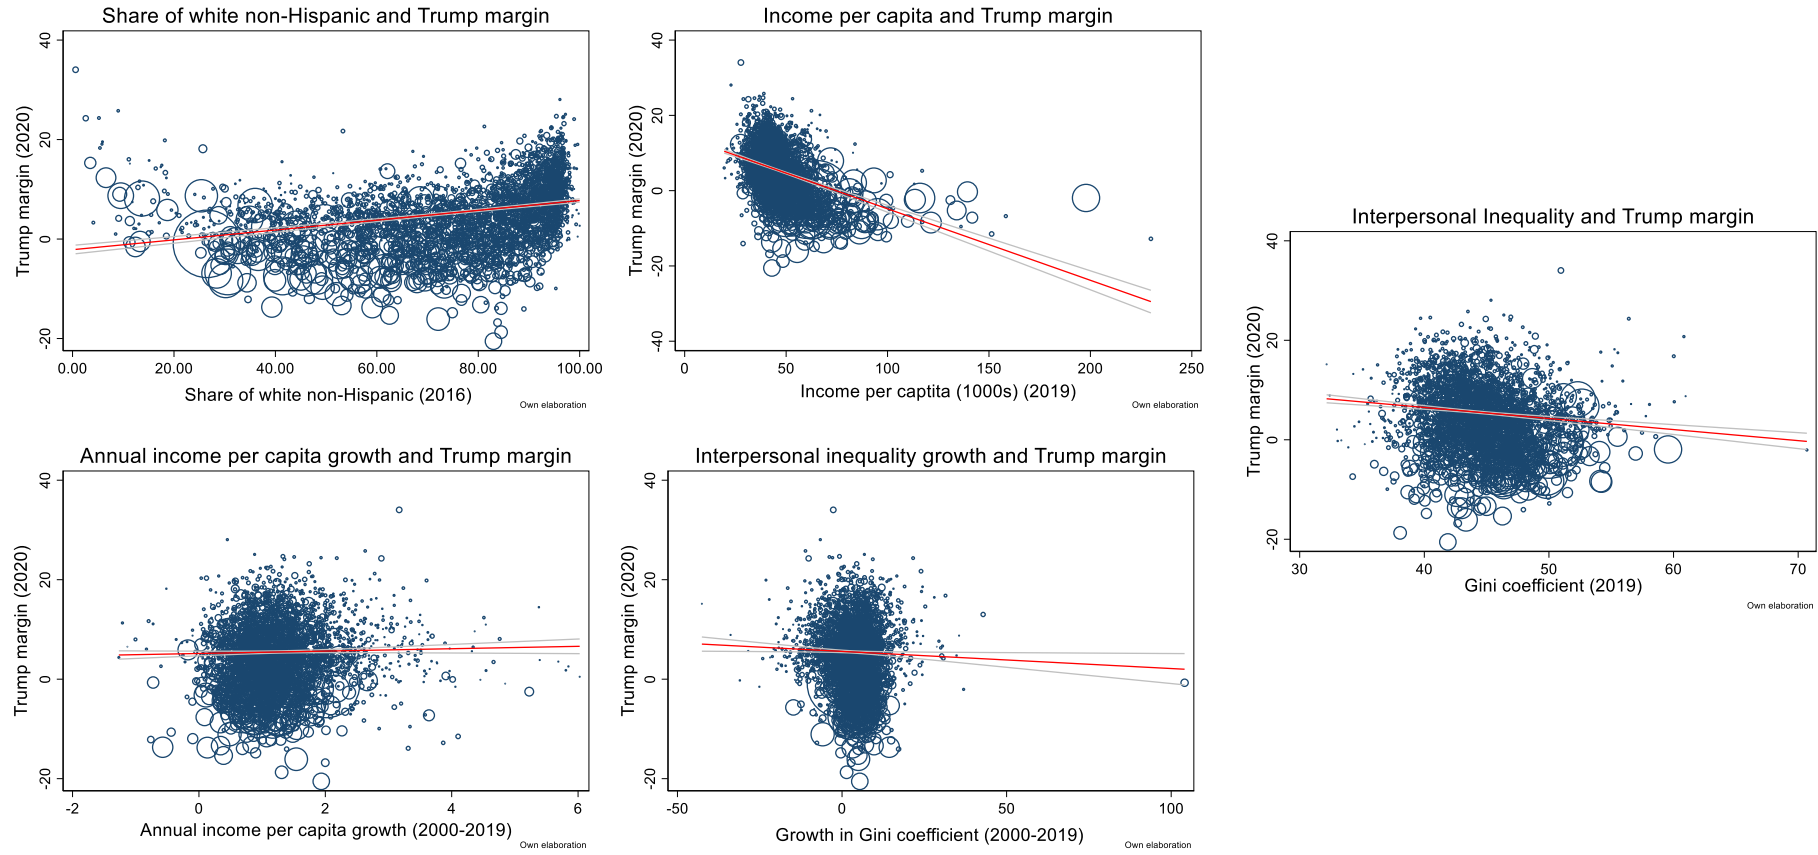 Share of white non-Hispanic and Trump margin
Trump margin (2020)
40
20
0
-20
0.00 20.00 40.00 60.00 80.00 100.00
Share of white non-Hispanic (2016)
Own elaboration
Income per capita and Trump margin
Trump margin (2020)
40
20
0
-20
-40
0 50 100 150 200 250
Income per captita (1000s) (2019)
Own elaboration
Interpersonal Inequality and Trump margin
Trump margin (2020)
40
20
0
-20
30 40 50 60 70
Gini coefficient (2019)
Own elaboration
Annual income per capita growth and Trump margin
Trump margin (2020)
40
20
0
-20
-2 0 2 4 6
Annual income per capita growth (2000-2019)
Own elaboration
Interpersonal inequality growth and Trump margin
Trump margin (2020)
40
20
0
-20
-50 0 50 100
Growth in Gini coefficient (2000-2019)
Own elaboration